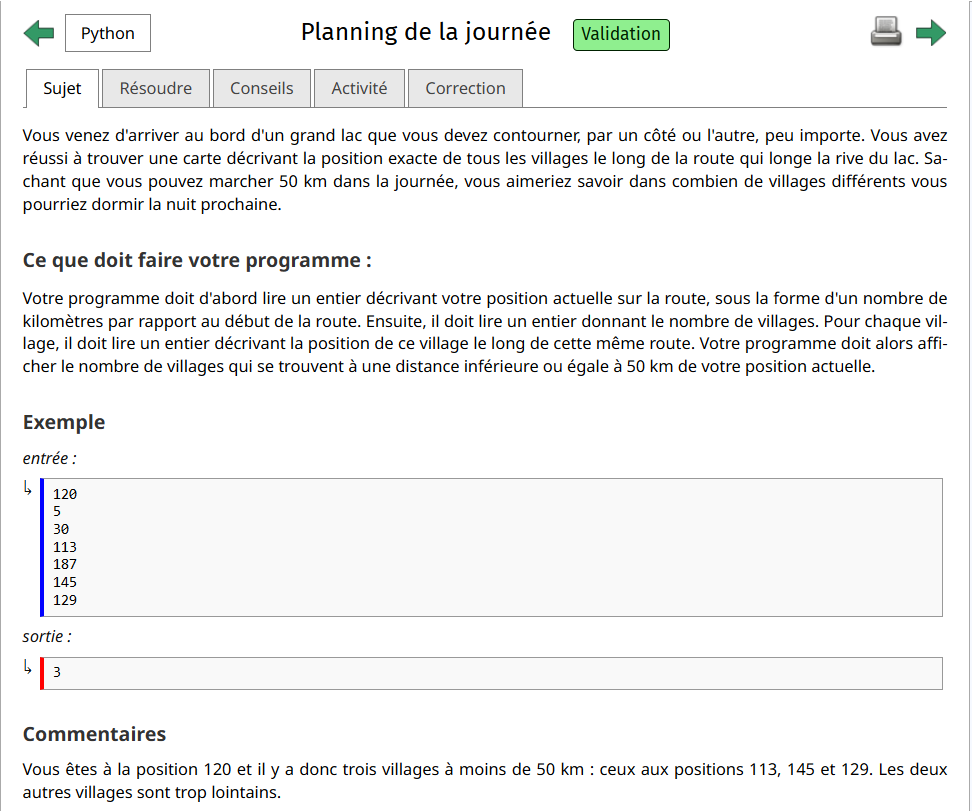 Python
Planning de la journée
Validation
Sujet
Résoudre
Conseils
Activité
Correction
Vous venez d'arriver au bord d'un grand lac que vous devez contourner, par un côté ou l'autre, peu importe. Vous avez
réussi à trouver une carte décrivant la position exacte de tous les villages le long de la route qui longe la rive du lac. Sa-
chant que vous pouvez marcher 50 km dans la journée, vous aimeriez savoir dans combien de villages différents vous
pourriez dormir la nuit prochaine.
Ce que doit faire votre programme :
Votre programme doit d'abord lire un entier décrivant votre position actuelle sur la route, sous la forme d'un nombre de
kilomètres par rapport au début de la route. Ensuite, il doit lire un entier donnant le nombre de villages. Pour chaque vil-
lage, il doit lire un entier décrivant la position de ce village le long de cette même route. Votre programme doit alors affi-
cher le nombre de villages qui se trouvent à une distance inférieure ou égale à 50 km de votre position actuelle.
Exemple
entrée :
120
5
30
113
187
145
129
sortie :
3
Commentaires
Vous êtes à la position 120 et il y a donc trois villages à moins de 50 km : ceux aux positions 113, 145 et 129. Les deux
autres villages sont trop lointains.